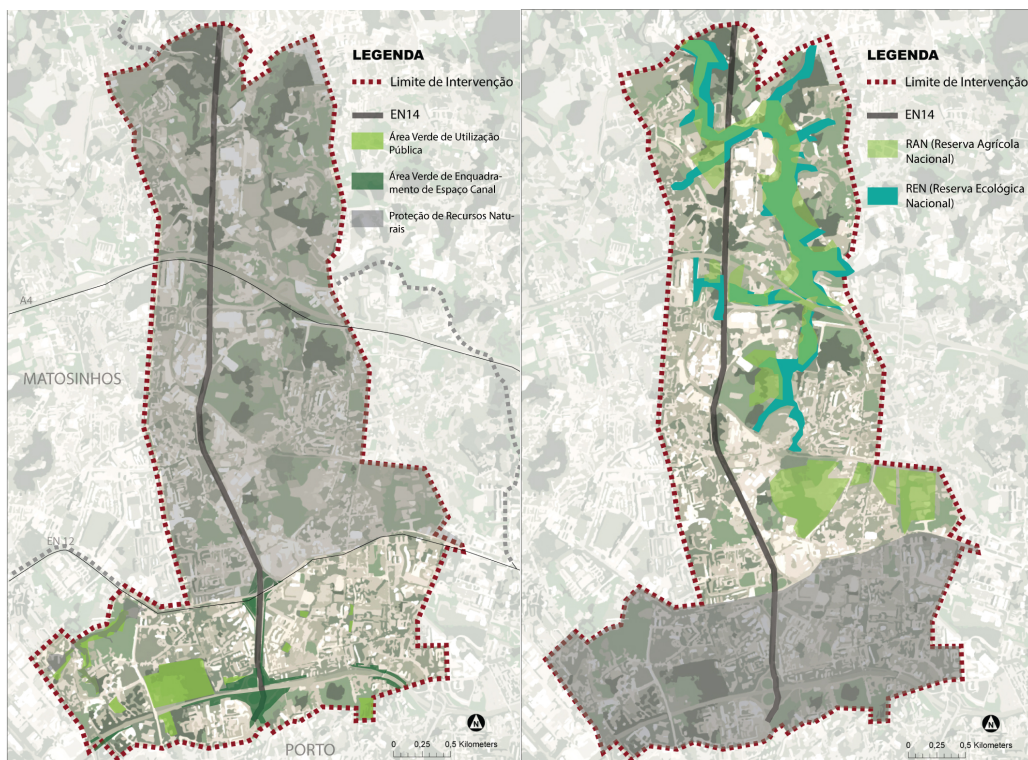 LEGENDA
Limite de Intervenção
EN14
Área Verde de Utilização
Pública
Área Verde de Enquadra-
mento de Espaço Canal
Proteção de Recursos Natu-
rais
A4
MATOSINHOS
EN 12
PORTO
N
0 0,25 0,5 Kilometers
LEGENDA
Limite de Intervenção
EN14
RAN (Reserva Agrícola
Nacional)
REN (Reserva Ecológica
Nacional)
N
0 0,25 0,5 Kilometers